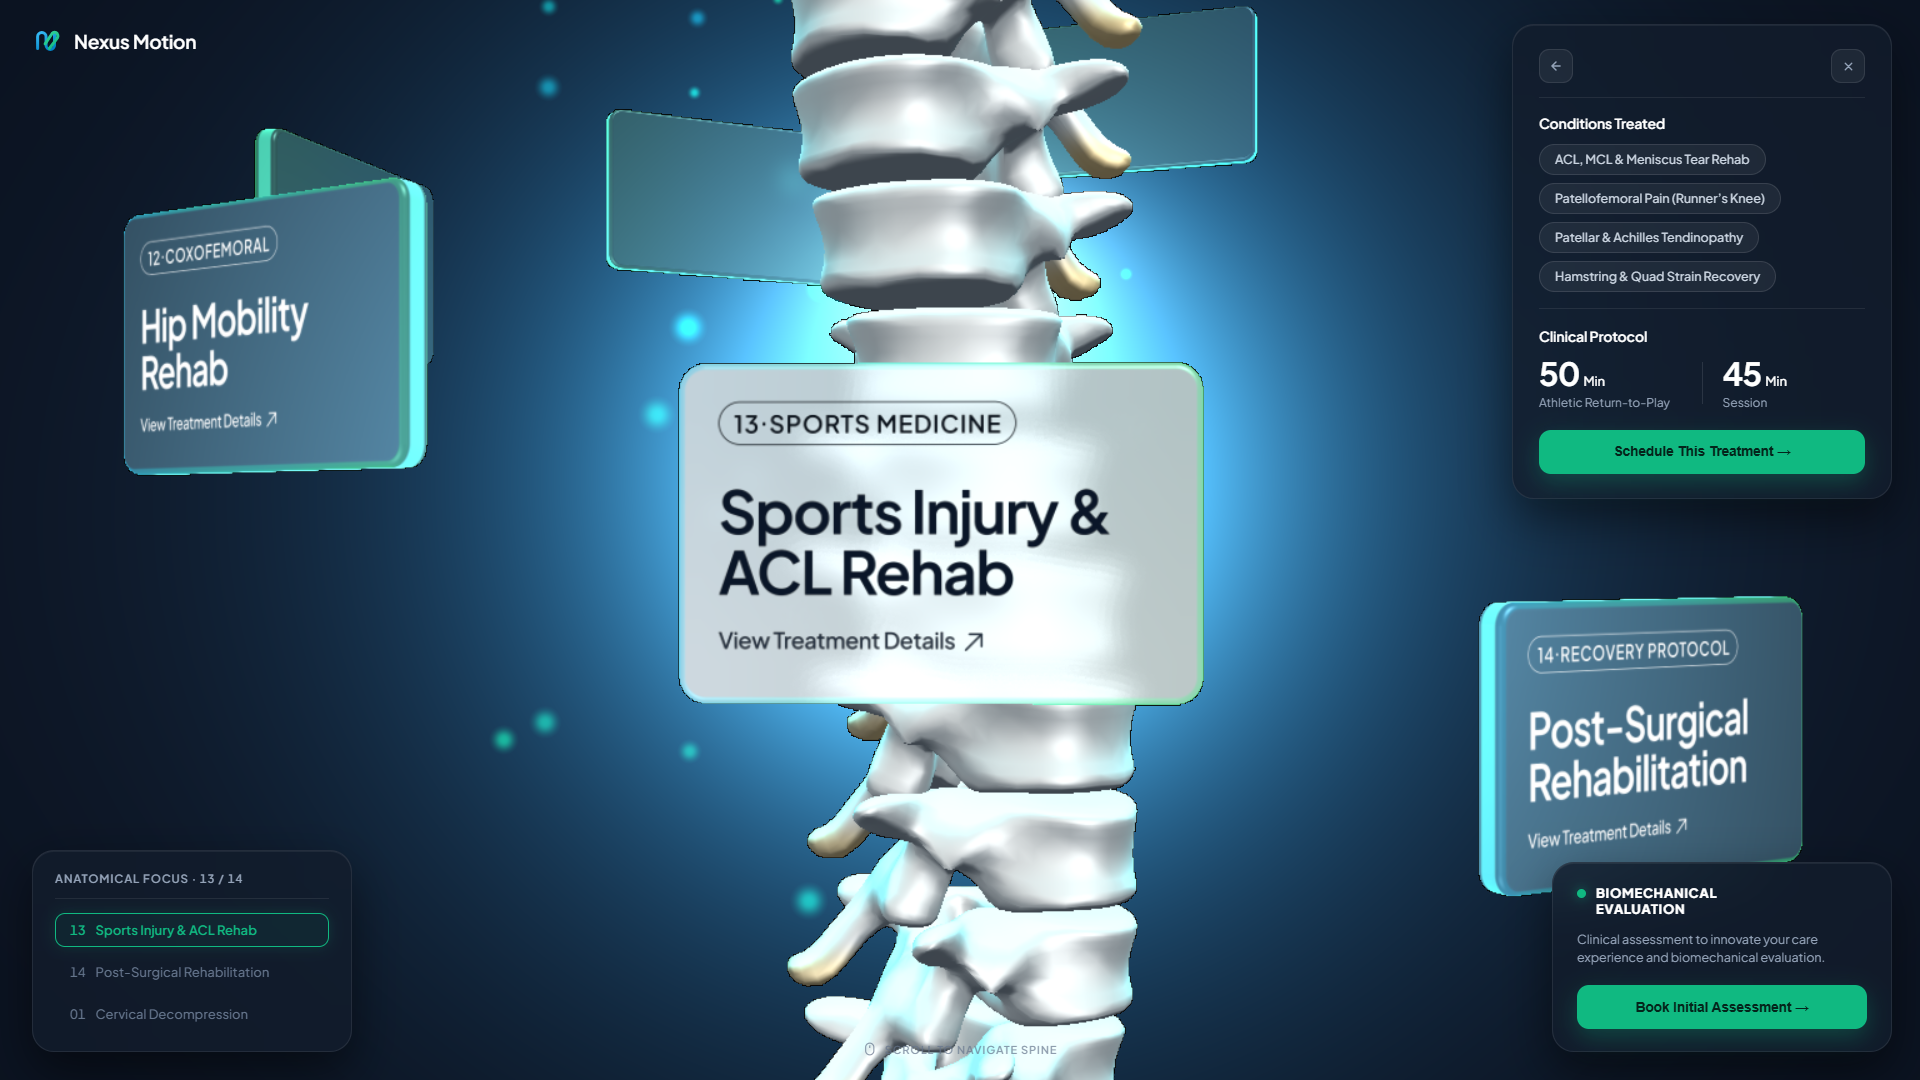 Nexus Motion
12·COXOFEMORAL
Hip Mobility
Rehab
View Treatment Details ↗
13·SPORTS MEDICINE
Sports Injury &
ACL Rehab
View Treatment Details ↗
Conditions Treated
ACL, MCL & Meniscus Tear Rehab
Patellofemoral Pain (Runner's Knee)
Patellar & Achilles Tendinopathy
Hamstring & Quad Strain Recovery
Clinical Protocol
50 Min
Athletic Return-to-Play
45 Min
Session
Schedule This Treatment →
14·RECOVERY PROTOCOL
Post-Surgical
Rehabilitation
View Treatment Details ↗
ANATOMICAL FOCUS · 13 / 14
13 Sports Injury & ACL Rehab
14 Post-Surgical Rehabilitation
01 Cervical Decompression
SCROLL TO NAVIGATE SPINE
BIOMECHANICAL
EVALUATION
Clinical assessment to innovate your care
experience and biomechanical evaluation.
Book Initial Assessment →